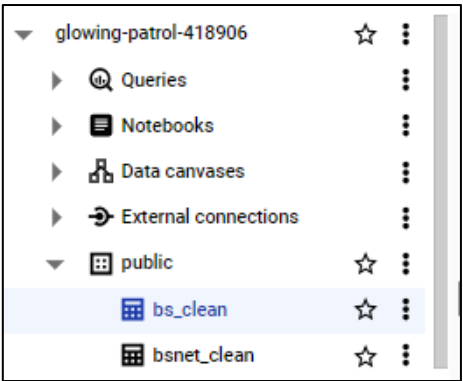 glowing-patrol-418906
Queries
Notebooks
Data canvases
External connections
public
bs_clean
bsnet_clean